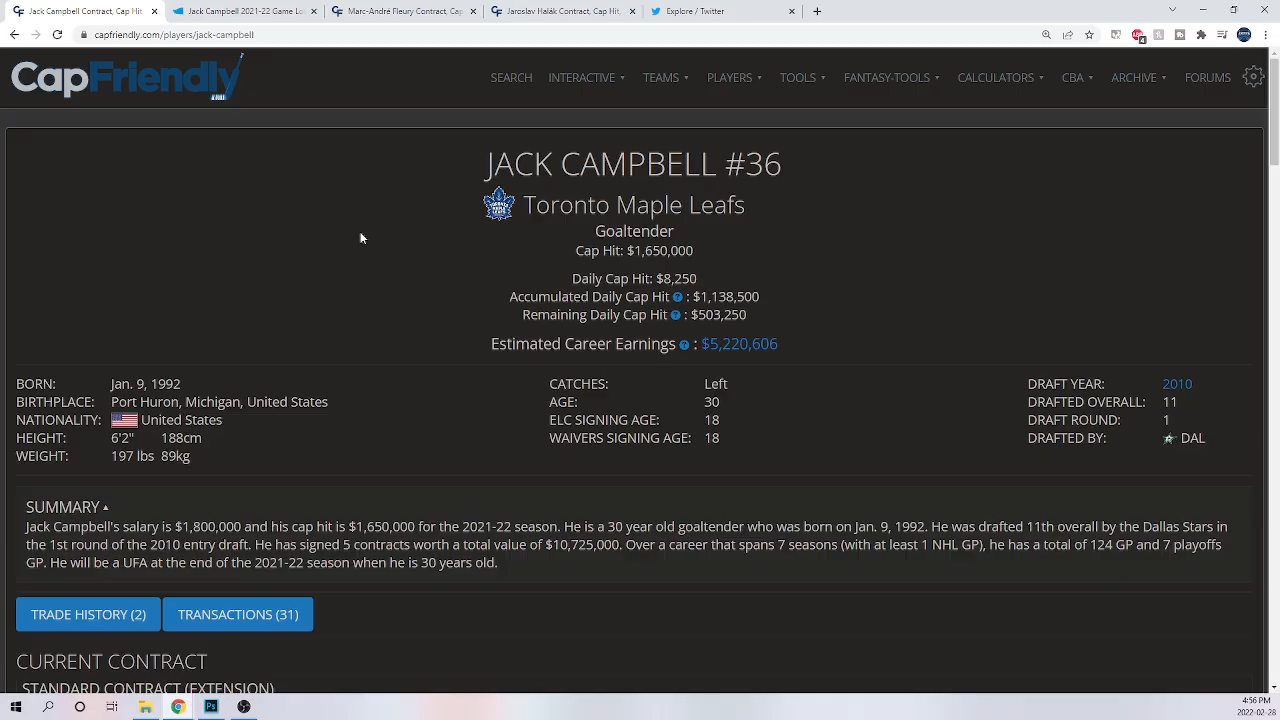 Jack Campbell Contract, Cap Hit
Jack Campbell 2021-22 Game Lo
Marc-André Fleury Contract, Cap
Jaroslav Halák Contract, Cap Hit,
Explore / Twitter
capfriendly.com/players/jack-campbell
CapFriendly
SEARCH INTERACTIVE TEAMS PLAYERS TOOLS FANTASY-TOOLS CALCULATORS CBA ARCHIVE FORUMS
JACK CAMPBELL #36
Toronto Maple Leafs
Goaltender
Cap Hit: $1,650,000
Daily Cap Hit: $8,250
Accumulated Daily Cap Hit ? : $1,138,500
Remaining Daily Cap Hit ? : $503,250
Estimated Career Earnings ? : $5,220,606
BORN: Jan. 9, 1992
BIRTHPLACE: Port Huron, Michigan, United States
NATIONALITY: United States
HEIGHT: 6'2" 188cm
WEIGHT: 197 lbs 89kg
CATCHES: Left
AGE: 30
ELC SIGNING AGE: 18
WAIVERS SIGNING AGE: 18
DRAFT YEAR: 2010
DRAFTED OVERALL: 11
DRAFT ROUND: 1
DRAFTED BY: DAL
SUMMARY
Jack Campbell's salary is $1,800,000 and his cap hit is $1,650,000 for the 2021-22 season. He is a 30 year old goaltender who was born on Jan. 9, 1992. He was drafted 11th overall by the Dallas Stars in
the 1st round of the 2010 entry draft. He has signed 5 contracts worth a total value of $10,725,000. Over a career that spans 7 seasons (with at least 1 NHL GP), he has a total of 124 GP and 7 playoffs
GP. He will be a UFA at the end of the 2021-22 season when he is 30 years old.
TRADE HISTORY (2) TRANSACTIONS (31)
CURRENT CONTRACT
STANDARD CONTRACT (EXTENSION)
Ps
4:56 PM
2022-02-28